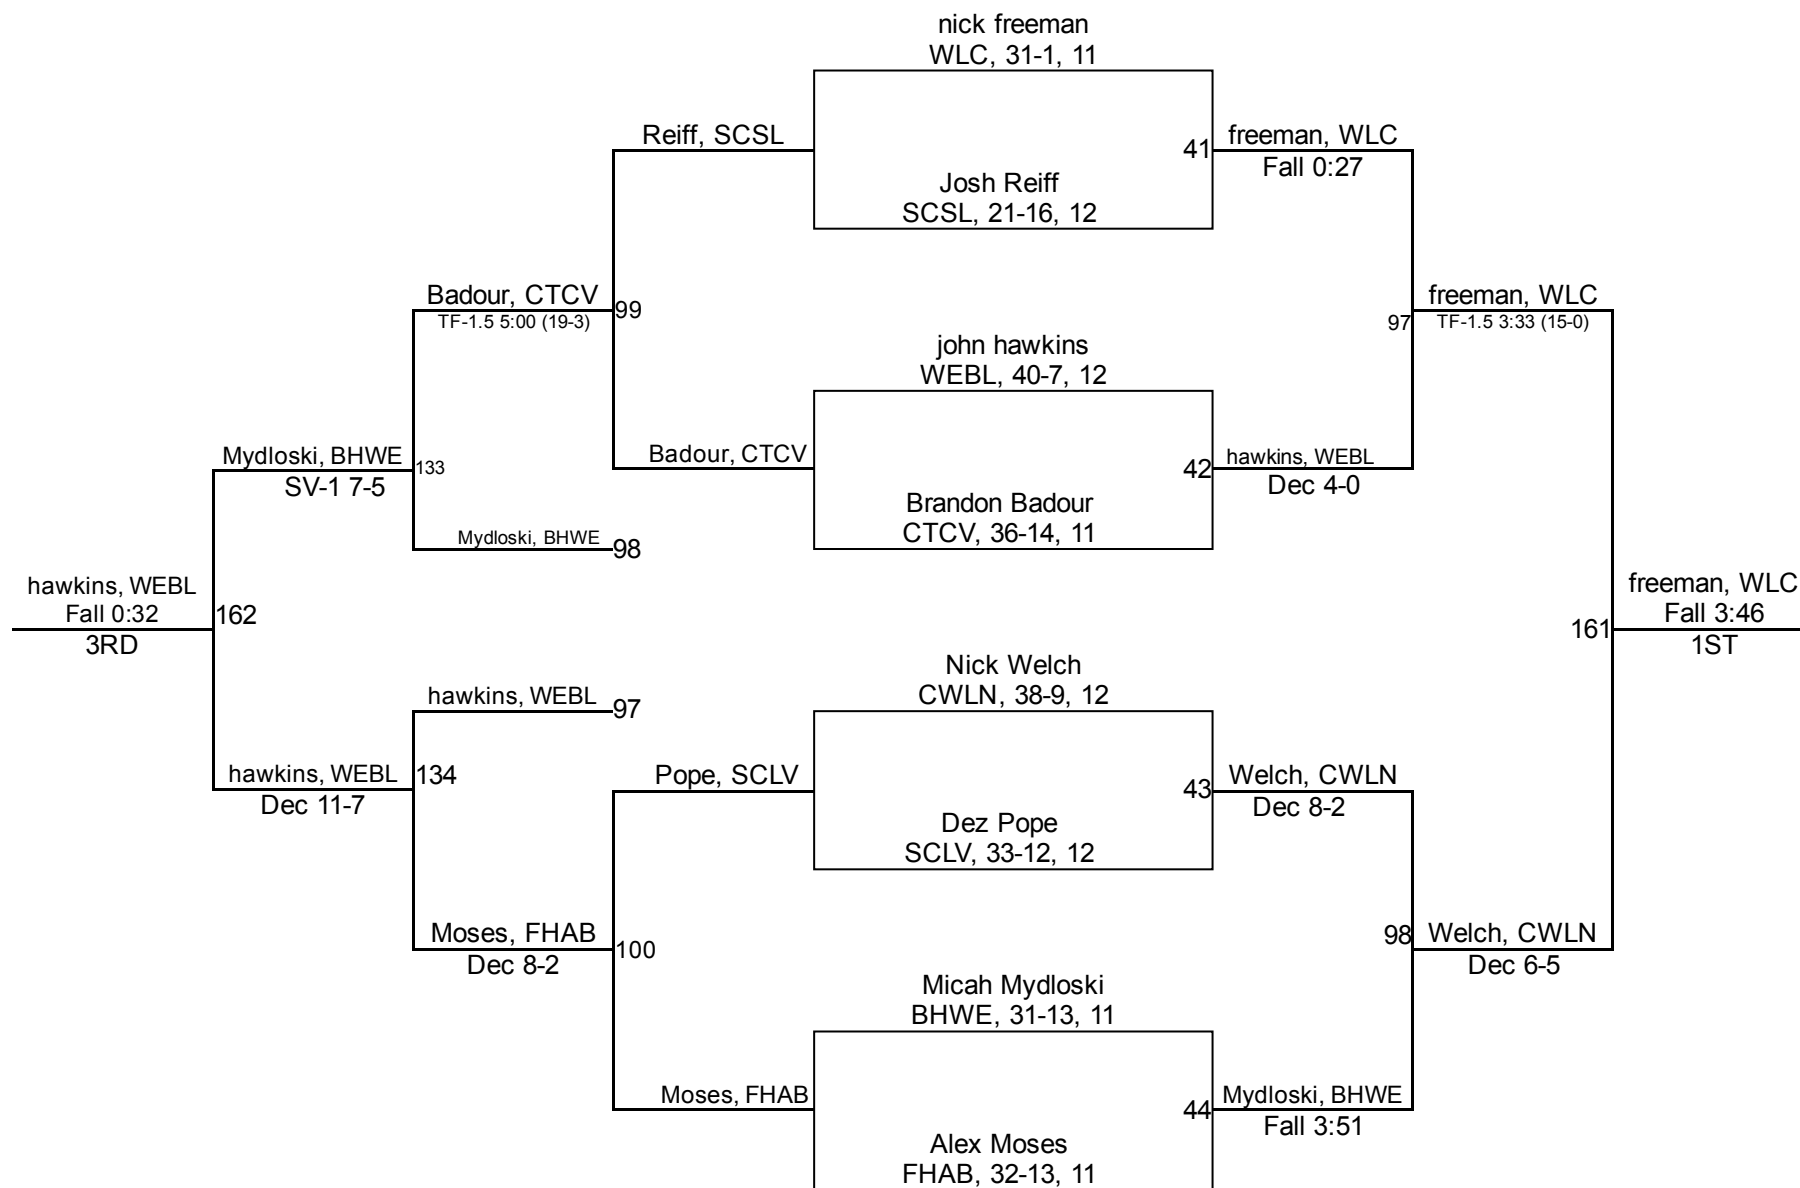 nick freeman
WLC, 31-1, 11
Reiff, SCSL
41
freeman, WLC
Fall 0:27
Josh Reiff
SCSL, 21-16, 12
Badour, CTCV
TF-1.5 5:00 (19-3)
99
freeman, WLC
TF-1.5 3:33 (15-0)
97
john hawkins
WEBL, 40-7, 12
Mydloski, BHWE
SV-1 7-5
133
Badour, CTCV
42
hawkins, WEBL
Dec 4-0
Brandon Badour
CTCV, 36-14, 11
Mydloski, BHWE
98
hawkins, WEBL
Fall 0:32
3RD
162
161
freeman, WLC
Fall 3:46
1ST
hawkins, WEBL
97
Nick Welch
CWLN, 38-9, 12
hawkins, WEBL
Dec 11-7
134
Pope, SCLV
43
Welch, CWLN
Dec 8-2
Dez Pope
SCLV, 33-12, 12
Moses, FHAB
Dec 8-2
100
98
Welch, CWLN
Dec 6-5
Micah Mydloski
BHWE, 31-13, 11
Moses, FHAB
44
Mydloski, BHWE
Fall 3:51
Alex Moses
FHAB, 32-13, 11